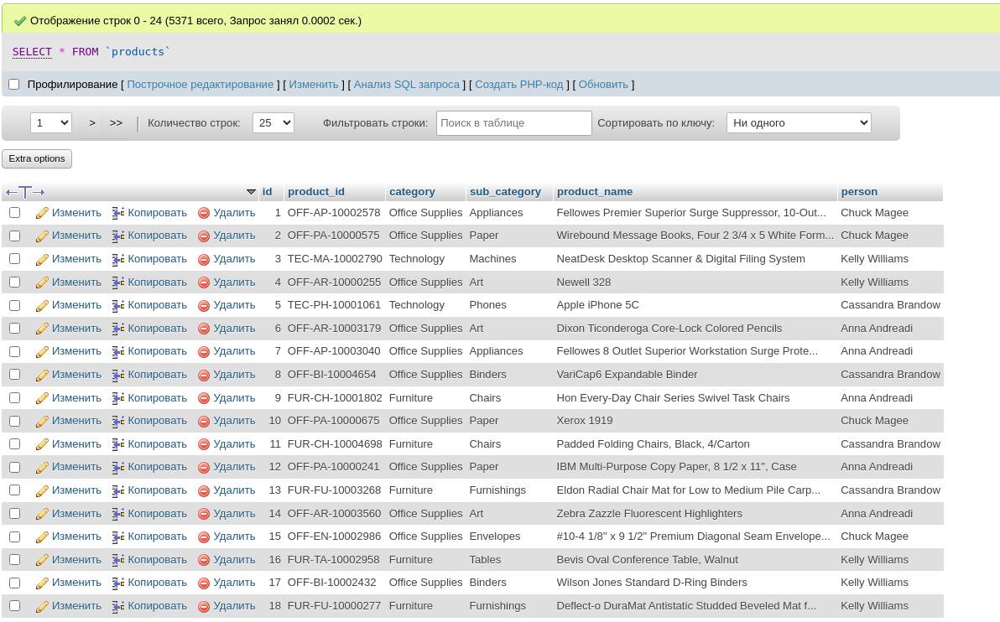 Отображение строк 0 - 24 (5371 всего, Запрос занял 0.0002 сек.)
SELECT * FROM `products`
Профилирование [ Построчное редактирование ] [ Изменить ] [ Анализ SQL запроса ] [ Создать PHP-код ] [ Обновить ]
1 > >> | Количество строк: 25 Фильтровать строки: Поиск в таблице Сортировать по ключу: Ни одного
Extra options
←T→ id product_id category sub_category product_name person
Изменить Копировать Удалить 1 OFF-AP-10002578 Office Supplies Appliances Fellowes Premier Superior Surge Suppressor, 10-Out... Chuck Magee
Изменить Копировать Удалить 2 OFF-PA-10000575 Office Supplies Paper Wirebound Message Books, Four 2 3/4 x 5 White Form... Chuck Magee
Изменить Копировать Удалить 3 TEC-MA-10002790 Technology Machines NeatDesk Desktop Scanner & Digital Filing System Kelly Williams
Изменить Копировать Удалить 4 OFF-AR-10000255 Office Supplies Art Newell 328 Kelly Williams
Изменить Копировать Удалить 5 TEC-PH-10001061 Technology Phones Apple iPhone 5C Cassandra Brandow
Изменить Копировать Удалить 6 OFF-AR-10003179 Office Supplies Art Dixon Ticonderoga Core-Lock Colored Pencils Anna Andreadi
Изменить Копировать Удалить 7 OFF-AP-10003040 Office Supplies Appliances Fellowes 8 Outlet Superior Workstation Surge Prote... Anna Andreadi
Изменить Копировать Удалить 8 OFF-BI-10004654 Office Supplies Binders VariCap6 Expandable Binder Cassandra Brandow
Изменить Копировать Удалить 9 FUR-CH-10001802 Furniture Chairs Hon Every-Day Chair Series Swivel Task Chairs Anna Andreadi
Изменить Копировать Удалить 10 OFF-PA-10000675 Office Supplies Paper Xerox 1919 Chuck Magee
Изменить Копировать Удалить 11 FUR-CH-10004698 Furniture Chairs Padded Folding Chairs, Black, 4/Carton Cassandra Brandow
Изменить Копировать Удалить 12 OFF-PA-10000241 Office Supplies Paper IBM Multi-Purpose Copy Paper, 8 1/2 x 11", Case Anna Andreadi
Изменить Копировать Удалить 13 FUR-FU-10003268 Furniture Furnishings Eldon Radial Chair Mat for Low to Medium Pile Carp... Cassandra Brandow
Изменить Копировать Удалить 14 OFF-AR-10003560 Office Supplies Art Zebra Zazzle Fluorescent Highlighters Anna Andreadi
Изменить Копировать Удалить 15 OFF-EN-10002986 Office Supplies Envelopes #10-4 1/8" x 9 1/2" Premium Diagonal Seam Envelope... Chuck Magee
Изменить Копировать Удалить 16 FUR-TA-10002958 Furniture Tables Bevis Oval Conference Table, Walnut Kelly Williams
Изменить Копировать Удалить 17 OFF-BI-10002432 Office Supplies Binders Wilson Jones Standard D-Ring Binders Kelly Williams
Изменить Копировать Удалить 18 FUR-FU-10000277 Furniture Furnishings Deflect-o DuraMat Antistatic Studded Beveled Mat f... Kelly Williams